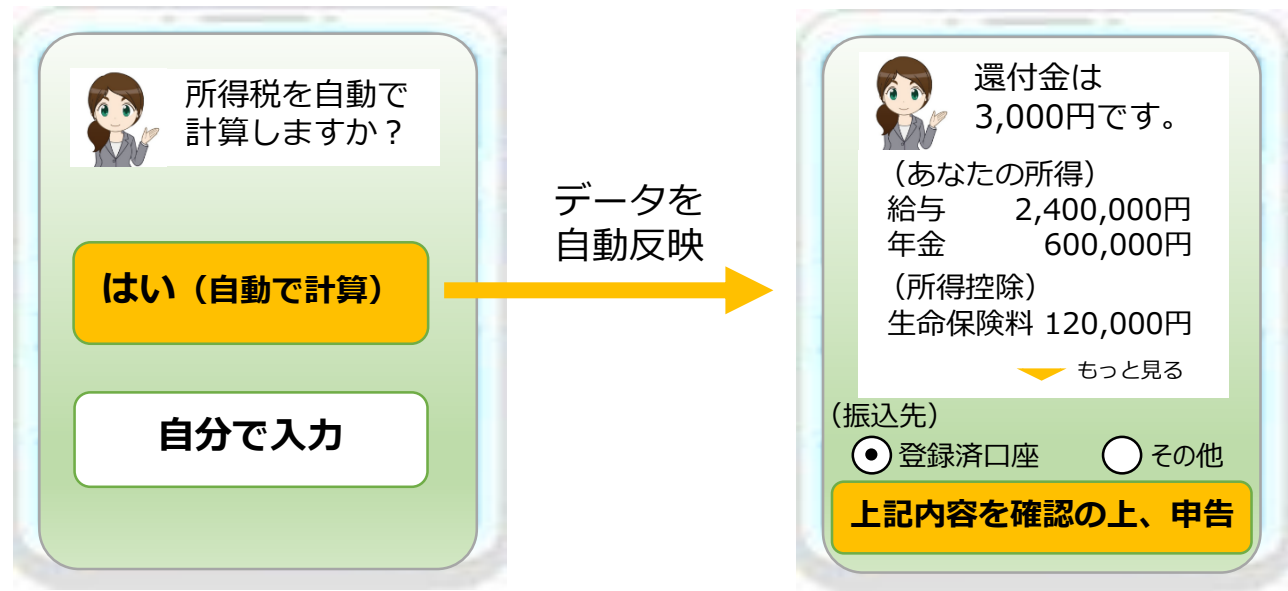 所得税を自動で
計算しますか？
はい（自動で計算）
自分で入力
データを
自動反映
還付金は
3,000円です。
（あなたの所得）
給与 2,400,000円
年金 600,000円
（所得控除）
生命保険料 120,000円
もっと見る
（振込先）
登録済口座 その他
上記内容を確認の上、申告